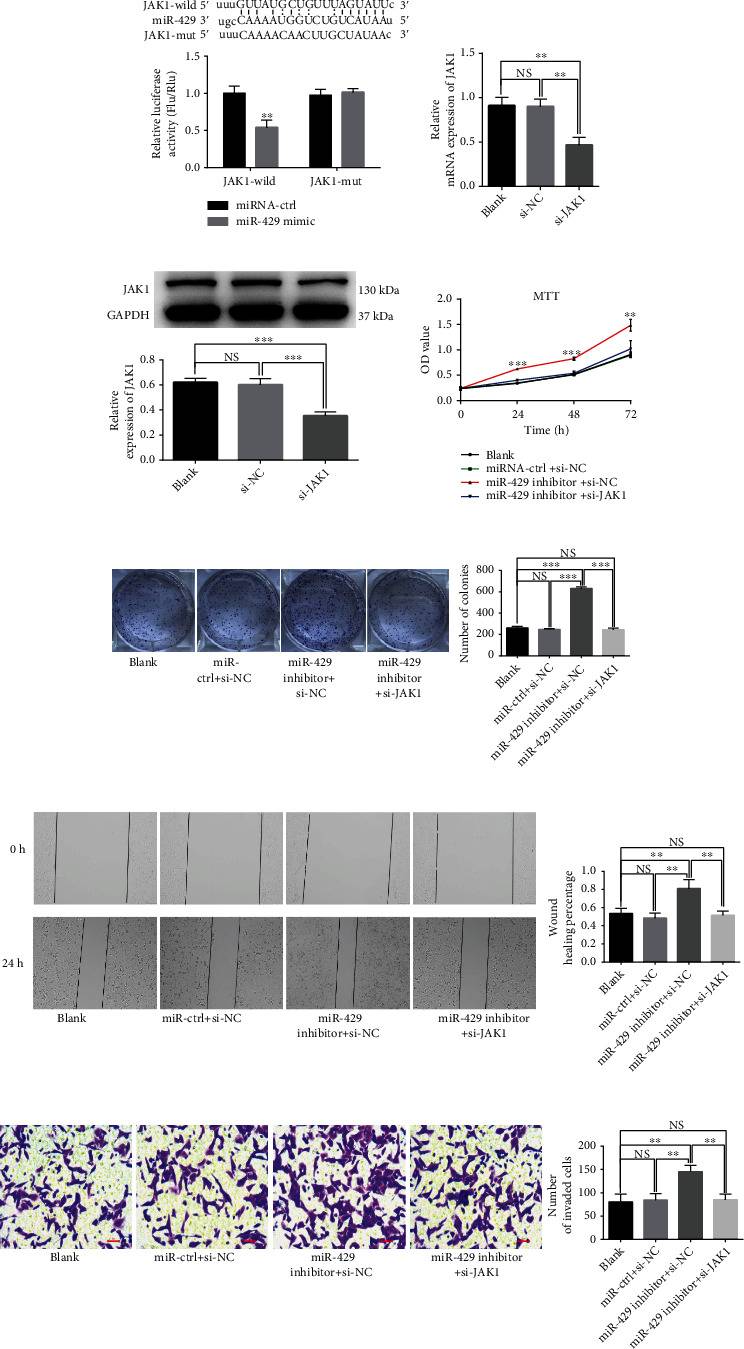 JAK1-wild 5′ uuuGUUAUGCUGUUUAGUAUUc 3′
miR-429 3′ ugcCAAAAUGGUCUGUCAUAAu 5′
JAK1-mut 5′ uuuCAAAACAACUUGCUAUAAc 3′
Relative luciferase
activity (Flu/Rlu)
1.5
1.0
0.5
0.0
**
JAK1-wild JAK1-mut
miRNA-ctrl
miR-429 mimic
Relative
mRNA expression of JAK1
1.5
1.0
0.5
0.0
**
NS **
Blank si-NC si-JAK1
JAK1 130 kDa
GAPDH 37 kDa
Relative
expression of JAK1
0.8
0.6
0.4
0.2
0.0
***
NS ***
Blank si-NC si-JAK1
MTT
OD value
2.0
1.5
1.0
0.5
0.0
*** *** **
0 24 48 72
Time (h)
Blank
miRNA-ctrl +si-NC
miR-429 inhibitor +si-NC
miR-429 inhibitor +si-JAK1
Blank miR-
ctrl+si-NC
miR-429
inhibitor+
si-NC
miR-429
inhibitor
+si-JAK1
Number of colonies
800
600
400
200
0
NS
*** ***
NS ***
Blank
miR-ctrl+si-NC
miR-429 inhibitor+si-NC
miR-429 inhibitor+si-JAK1
0 h
24 h
Blank miR-ctrl+si-NC
miR-429
inhibitor+si-NC
miR-429 inhibitor
+si-JAK1
Wound
healing percentage
1.0
0.8
0.6
0.4
0.2
0.0
NS
** **
NS **
Blank
miR-ctrl+si-NC
miR-429 inhibitor+si-NC
miR-429 inhibitor+si-JAK1
Blank miR-ctrl+si-NC
miR-429
inhibitor+si-NC
miR-429 inhibitor
+si-JAK1
Number
of invaded cells
200
150
100
50
0
NS
** **
NS **
Blank
miR-ctrl+si-NC
miR-429 inhibitor+si-NC
miR-429 inhibitor+si-JAK1